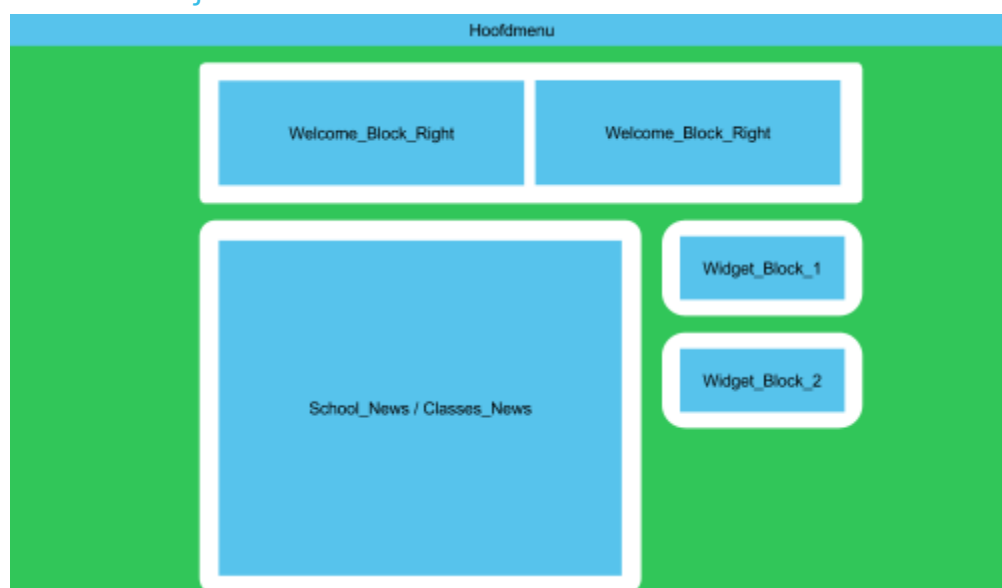 Hoofdmenu
Welcome_Block_Right Welcome_Block_Right
Widget_Block_1
Widget_Block_2
School_News / Classes_News